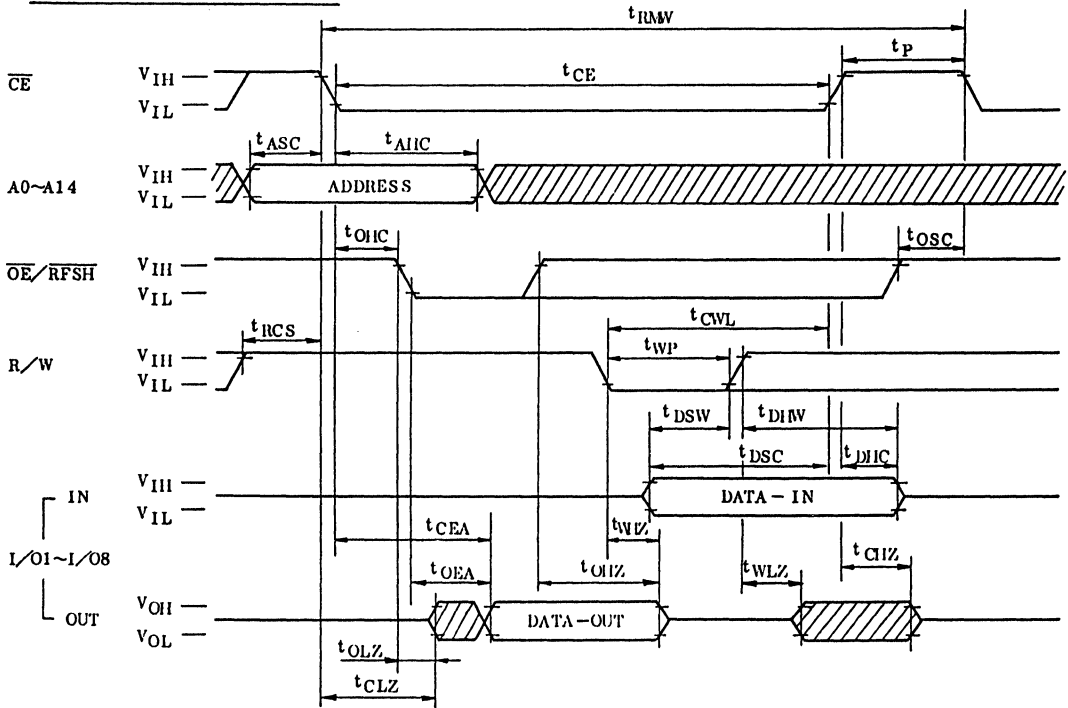 tRMW
tP
CE VIH
VIL
tCE
tASC tAHC
A0~A14 VIH
VIL
ADDRESS
tOHC tOSC
OE/RFSH VIH
VIL
tCWL
tRCS tWP
R/W VIH
VIL
tDSW tDHW
tDSC tDHC
IN VIH
VIL
DATA-IN
tCEA tWHZ
I/O1~I/O8
tOEA tOHZ tWLZ tCHZ
OUT VOH
VOL
DATA-OUT
tOLZ
tCLZ